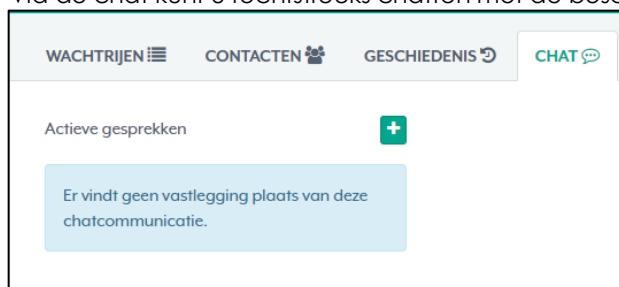 WACHTRIJEN CONTACTEN GESCHIEDENIS CHAT
Actieve gesprekken
Er vindt geen vastlegging plaats van deze
chatcommunicatie.